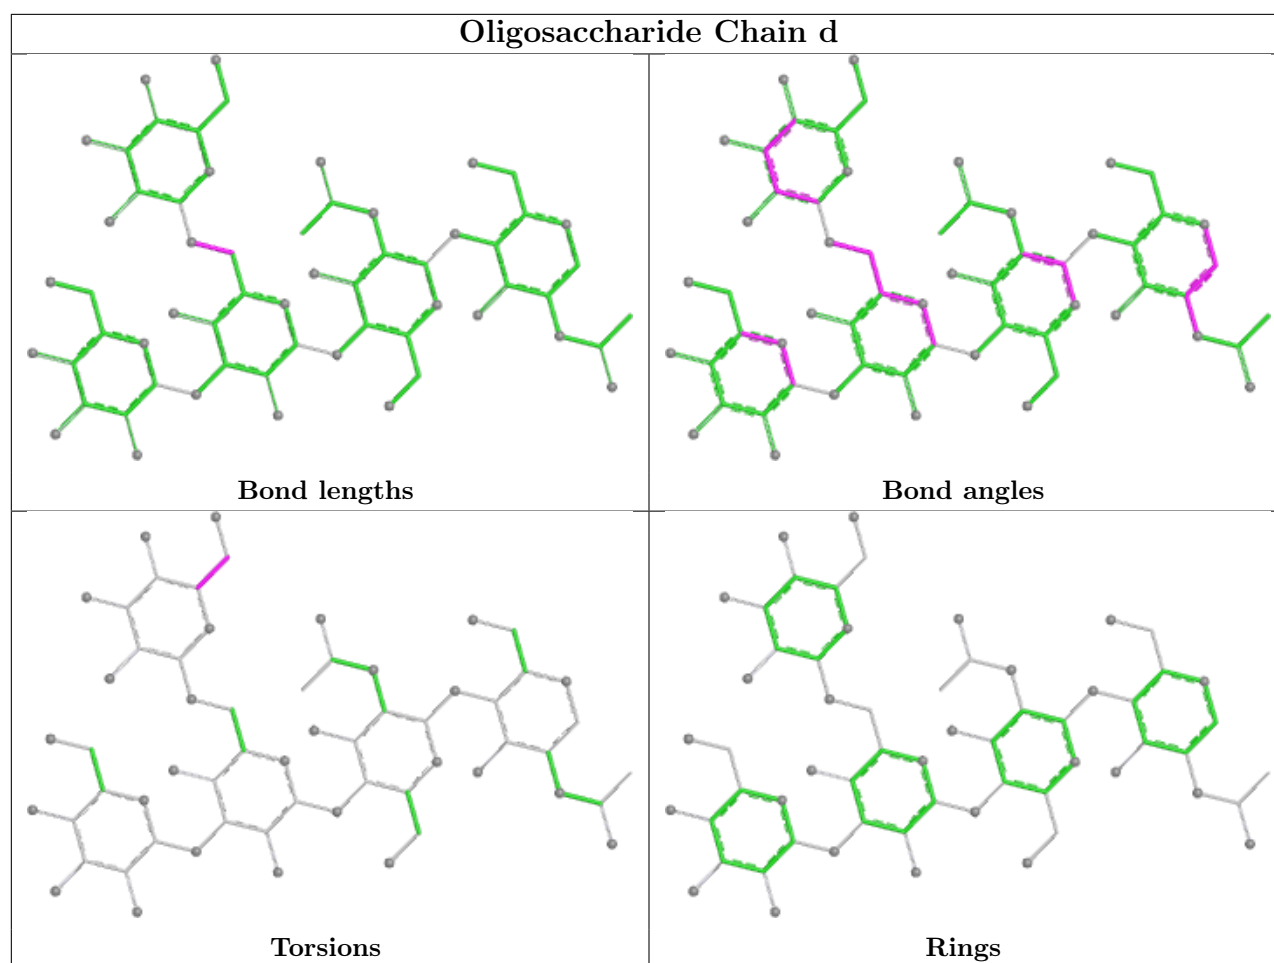 Oligosaccharide Chain d
Bond lengths
Bond angles
Torsions
Rings